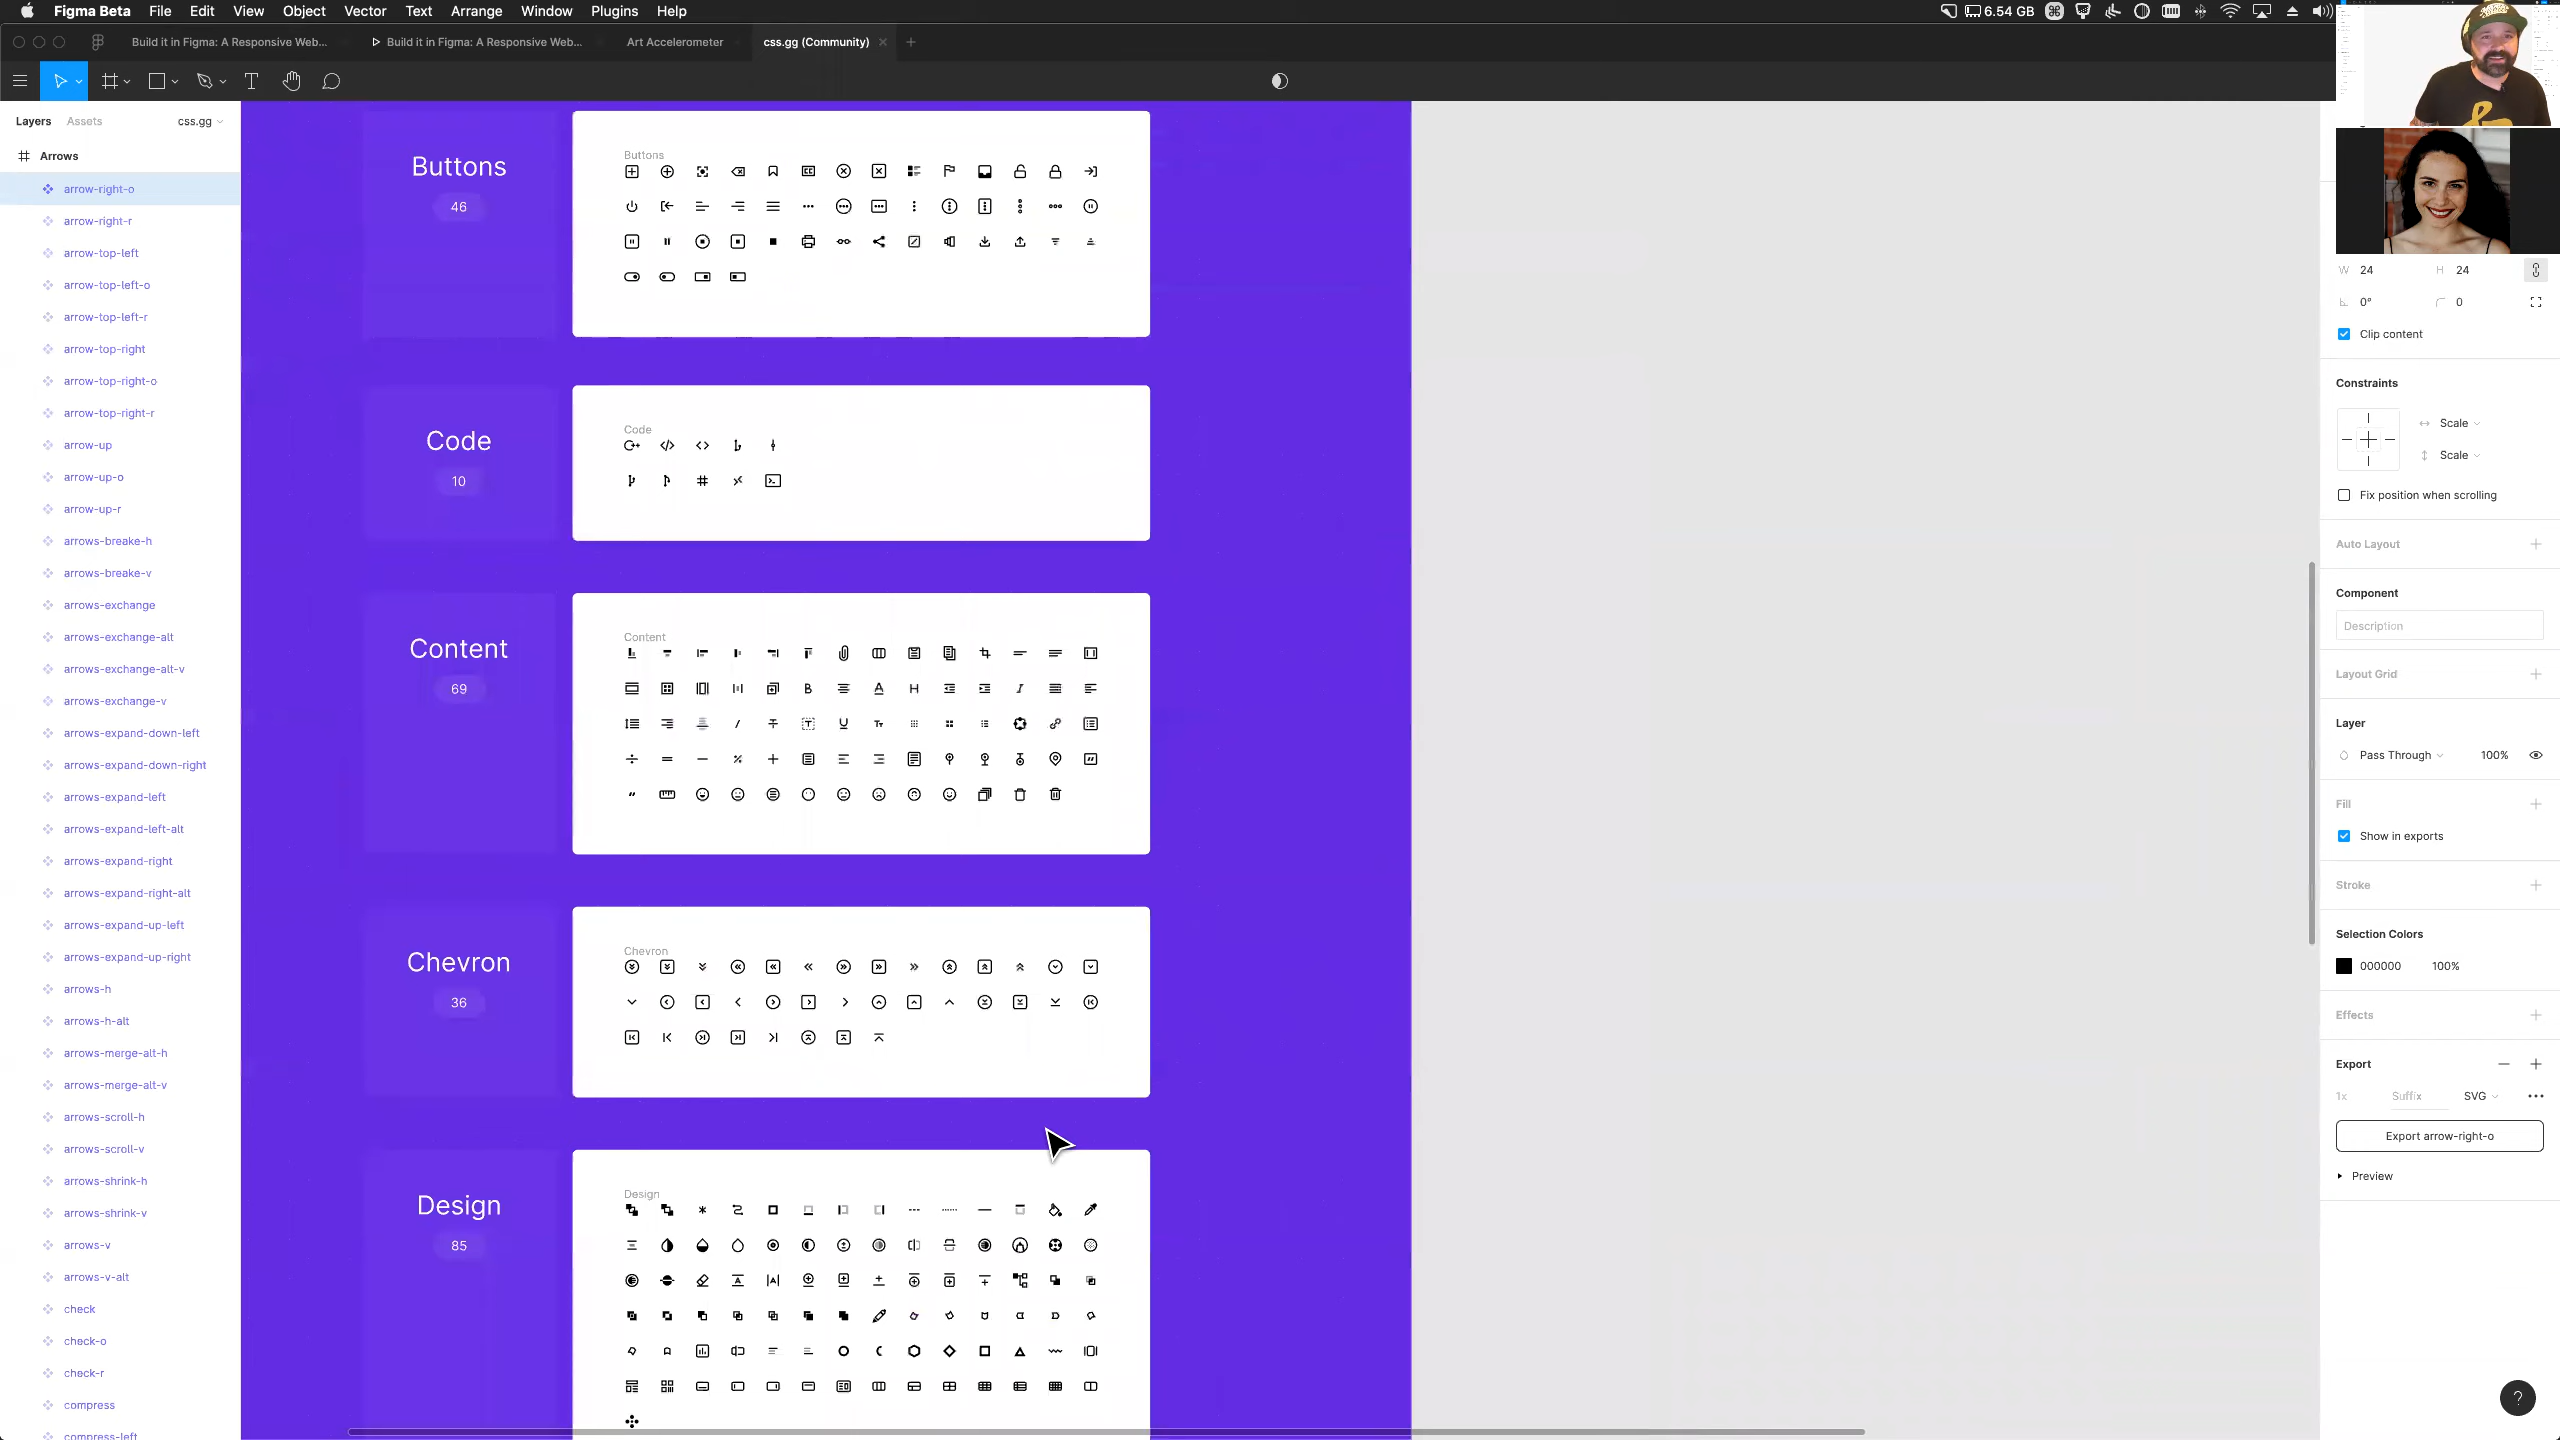 Figma Beta File Edit View Object Vector Text Arrange Window Plugins Help 6.54 GB
Build it in Figma: A Responsive Web... Build it in Figma: A Responsive Web... Art Accelerometer css.gg (Community)
Layers Assets css.gg
Arrows
arrow-right-o
arrow-right-r
arrow-top-left
arrow-top-left-o
arrow-top-left-r
arrow-top-right
arrow-top-right-o
arrow-top-right-r
arrow-up
arrow-up-o
arrow-up-r
arrows-breake-h
arrows-breake-v
arrows-exchange
arrows-exchange-alt
arrows-exchange-alt-v
arrows-exchange-v
arrows-expand-down-left
arrows-expand-down-right
arrows-expand-left
arrows-expand-left-alt
arrows-expand-right
arrows-expand-right-alt
arrows-expand-up-left
arrows-expand-up-right
arrows-h
arrows-h-alt
arrows-merge-alt-h
arrows-merge-alt-v
arrows-scroll-h
arrows-scroll-v
arrows-shrink-h
arrows-shrink-v
arrows-v
arrows-v-alt
check
check-o
check-r
compress
compress-left
Buttons
46
Buttons
Code
10
Code
Content
69
Content
Chevron
36
Chevron
Design
85
Design
W 24 H 24
0° 0
Clip content
Constraints
Scale
Scale
Fix position when scrolling
Auto Layout
Component
Description
Layout Grid
Layer
Pass Through 100%
Fill
Show in exports
Stroke
Selection Colors
000000 100%
Effects
Export
1x Suffix SVG
Export arrow-right-o
Preview
?